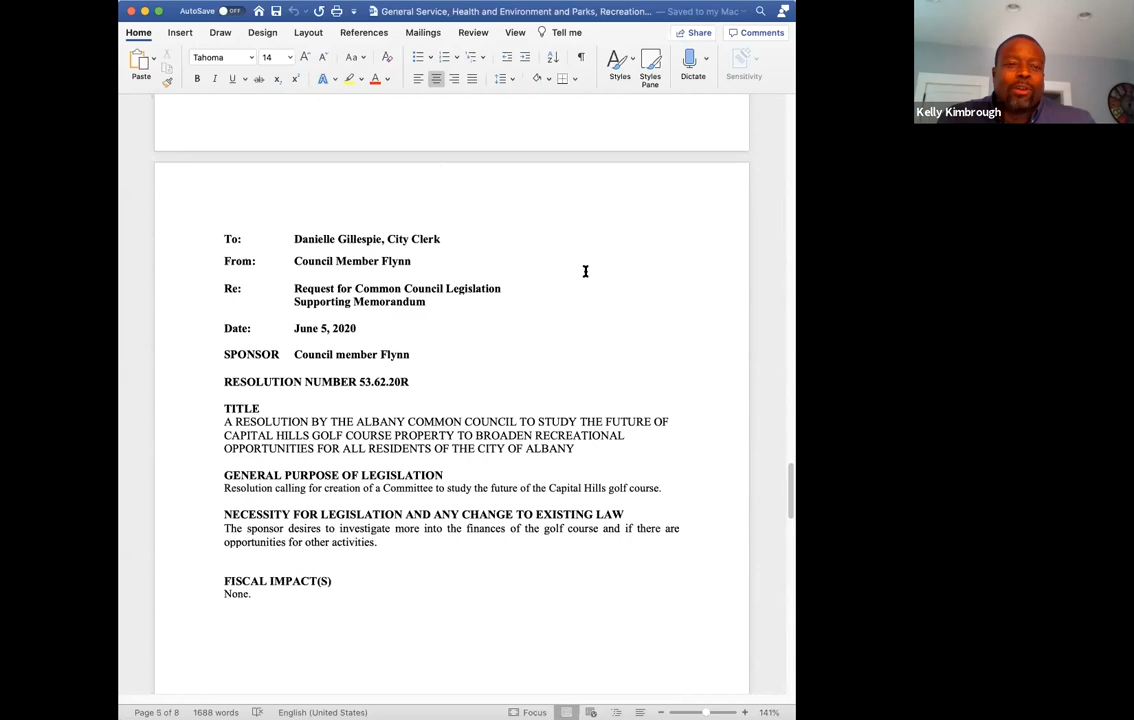 AutoSave OFF General Service, Health and Environment and Parks, Recreation... — Saved to my Mac
Home Insert Draw Design Layout References Mailings Review View Tell me Share Comments
Tahoma 14 Aa
Paste B I U ab x x A A Styles Styles Pane Dictate Sensitivity
Kelly Kimbrough
To: Danielle Gillespie, City Clerk
From: Council Member Flynn
Re: Request for Common Council Legislation
Supporting Memorandum
Date: June 5, 2020
SPONSOR Council member Flynn
RESOLUTION NUMBER 53.62.20R
TITLE
A RESOLUTION BY THE ALBANY COMMON COUNCIL TO STUDY THE FUTURE OF
CAPITAL HILLS GOLF COURSE PROPERTY TO BROADEN RECREATIONAL
OPPORTUNITIES FOR ALL RESIDENTS OF THE CITY OF ALBANY
GENERAL PURPOSE OF LEGISLATION
Resolution calling for creation of a Committee to study the future of the Capital Hills golf course.
NECESSITY FOR LEGISLATION AND ANY CHANGE TO EXISTING LAW
The sponsor desires to investigate more into the finances of the golf course and if there are
opportunities for other activities.
FISCAL IMPACT(S)
None.
Page 5 of 8 1688 words English (United States) Focus 141%